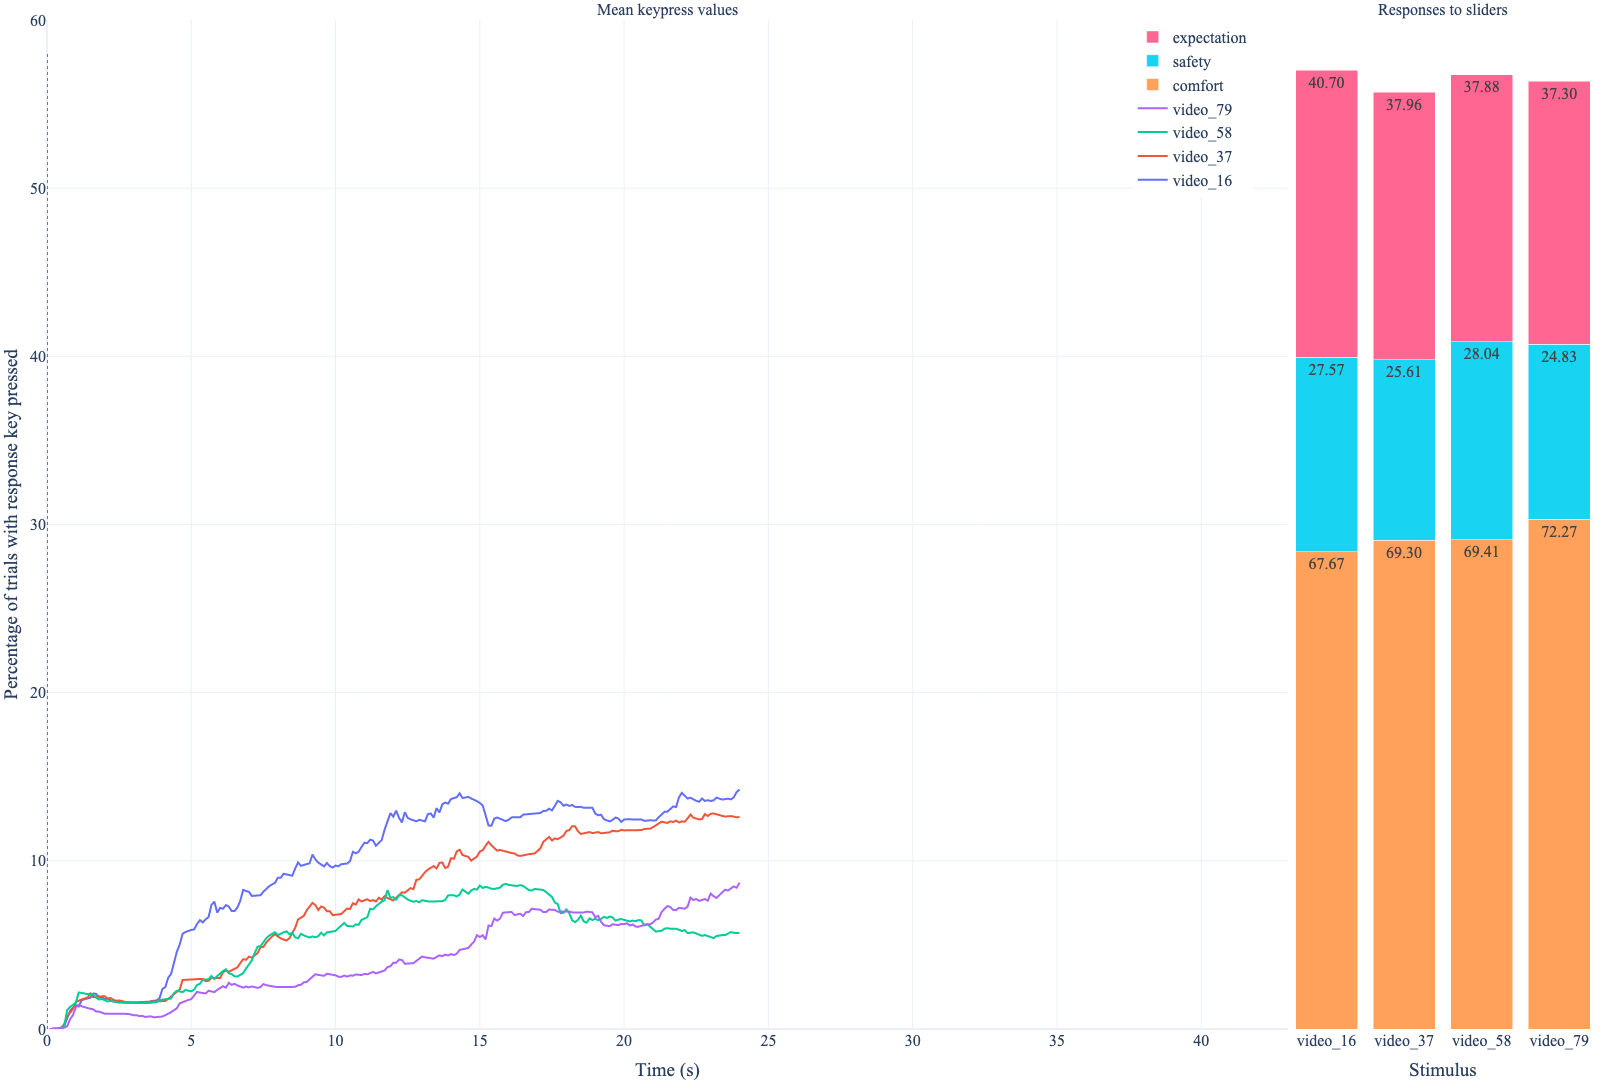 Mean keypress values
Responses to sliders
60
50
40
30
20
10
0
Percentage of trials with response key pressed
0 5 10 15 20 25 30 35 40
Time (s)
expectation
safety
comfort
video_79
video_58
video_37
video_16
40.70 37.96 37.88 37.30
27.57 25.61 28.04 24.83
67.67 69.30 69.41 72.27
video_16 video_37 video_58 video_79
Stimulus